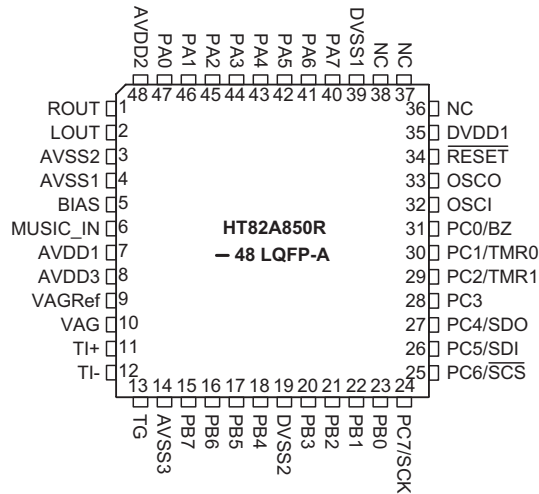 AVDD2
PA0
PA1
PA2
PA3
PA4
PA5
PA6
PA7
DVSS1
NC
NC
48 47 46 45 44 43 42 41 40 39 38 37
ROUT 1
LOUT 2
AVSS2 3
AVSS1 4
BIAS 5
MUSIC_IN 6
AVDD1 7
AVDD3 8
VAGRef 9
VAG 10
TI+ 11
TI- 12
HT82A850R
– 48 LQFP-A
36 NC
35 DVDD1
34 RESET
33 OSCO
32 OSCI
31 PC0/BZ
30 PC1/TMR0
29 PC2/TMR1
28 PC3
27 PC4/SDO
26 PC5/SDI
25 PC6/SCS
13 14 15 16 17 18 19 20 21 22 23 24
TG
AVSS3
PB7
PB6
PB5
PB4
DVSS2
PB3
PB2
PB1
PB0
PC7/SCK